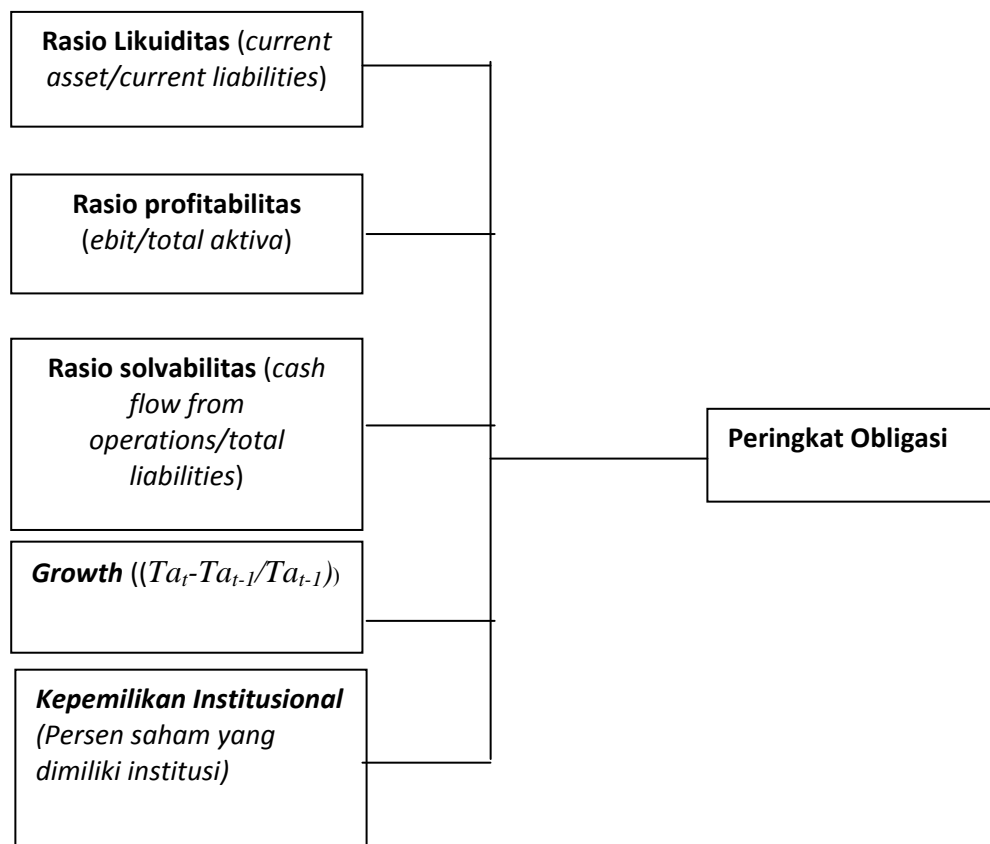 Rasio Likuiditas (current
asset/current liabilities)
Rasio profitabilitas
(ebit/total aktiva)
Rasio solvabilitas (cash
flow from
operations/total
liabilities)
Growth ((Taₜ-Taₜ₋₁/Taₜ₋₁))
Kepemilikan Institusional
(Persen saham yang
dimiliki institusi)
Peringkat Obligasi